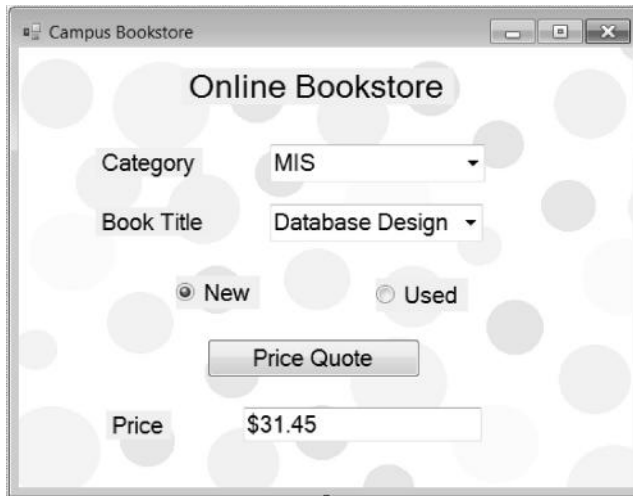 Campus Bookstore
Online Bookstore
Category MIS
Book Title Database Design
New Used
Price Quote
Price $31.45